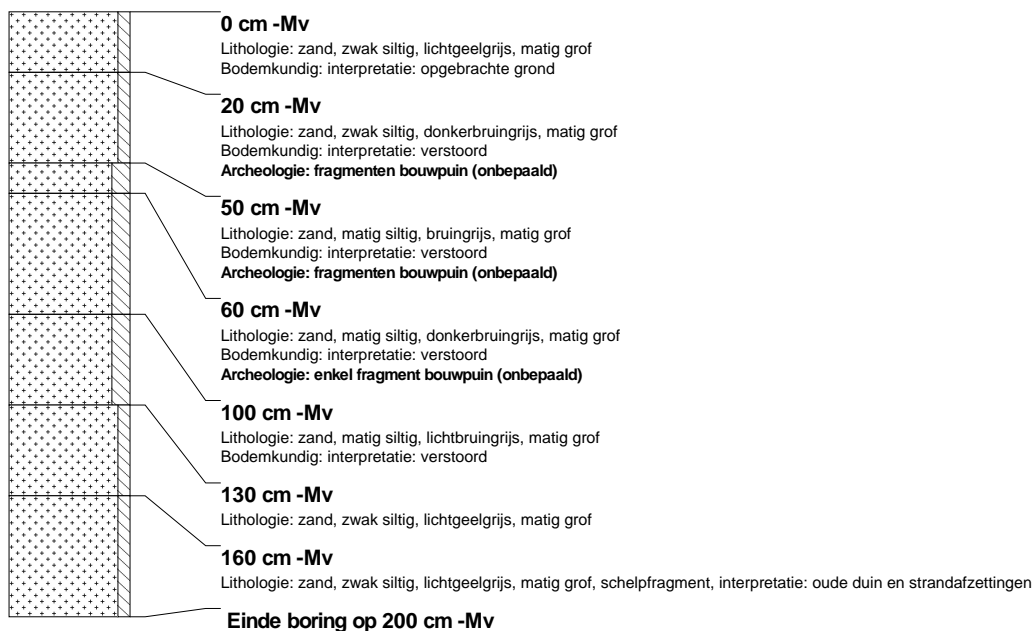 0 cm -Mv
Lithologie: zand, zwak siltig, lichtgeelgrijs, matig grof
Bodemkundig: interpretatie: opgebrachte grond
20 cm -Mv
Lithologie: zand, zwak siltig, donkerbruingrijs, matig grof
Bodemkundig: interpretatie: verstoord
Archeologie: fragmenten bouwpuin (onbepaald)
50 cm -Mv
Lithologie: zand, matig siltig, bruingrijs, matig grof
Bodemkundig: interpretatie: verstoord
Archeologie: fragmenten bouwpuin (onbepaald)
60 cm -Mv
Lithologie: zand, matig siltig, donkerbruingrijs, matig grof
Bodemkundig: interpretatie: verstoord
Archeologie: enkel fragment bouwpuin (onbepaald)
100 cm -Mv
Lithologie: zand, matig siltig, lichtbruingrijs, matig grof
Bodemkundig: interpretatie: verstoord
130 cm -Mv
Lithologie: zand, zwak siltig, lichtgeelgrijs, matig grof
160 cm -Mv
Lithologie: zand, zwak siltig, lichtgeelgrijs, matig grof, schelpfragment, interpretatie: oude duin en strandafzettingen
Einde boring op 200 cm -Mv